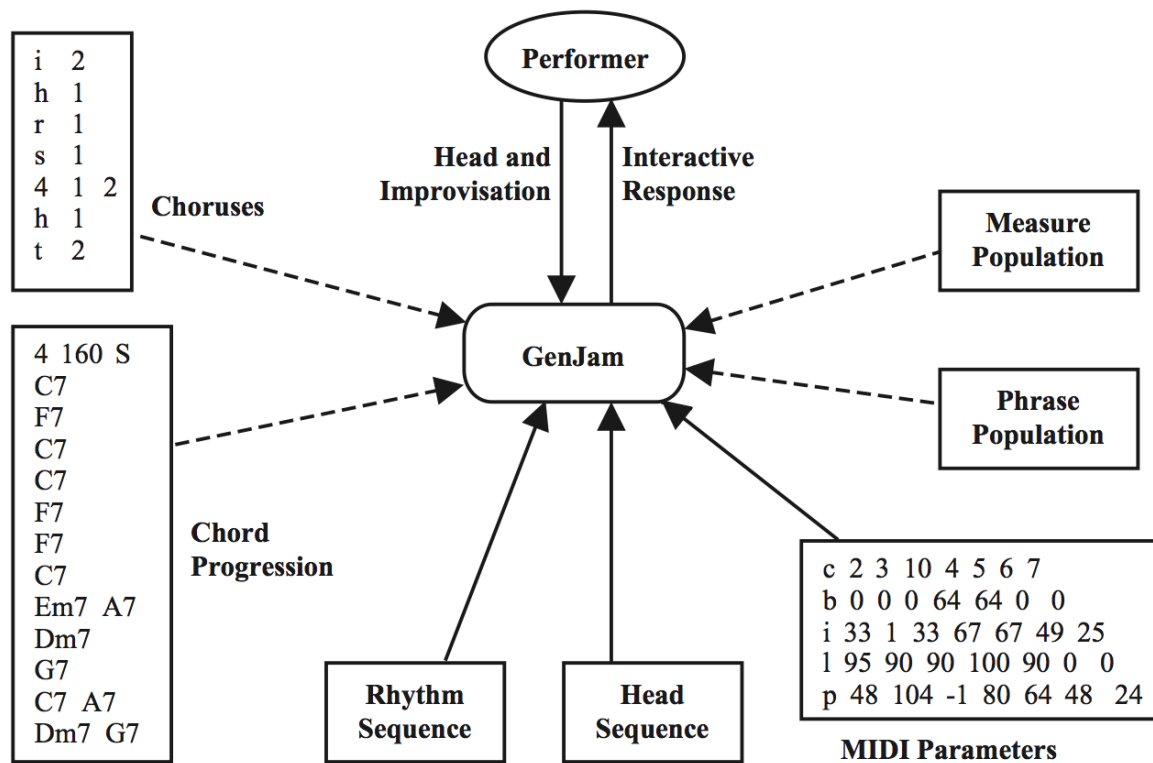 i 2
h 1
r 1
s 1
4 1 2
h 1
t 2
Choruses
Performer
Head and
Improvisation
Interactive
Response
Measure
Population
GenJam
Phrase
Population
4 160 S
C7
F7
C7
C7
F7
F7
C7
Em7 A7
Dm7
G7
C7 A7
Dm7 G7
Chord
Progression
Rhythm
Sequence
Head
Sequence
c 2 3 10 4 5 6 7
b 0 0 0 64 64 0 0
i 33 1 33 67 67 49 25
l 95 90 90 100 90 0 0
p 48 104 -1 80 64 48 24
MIDI Parameters